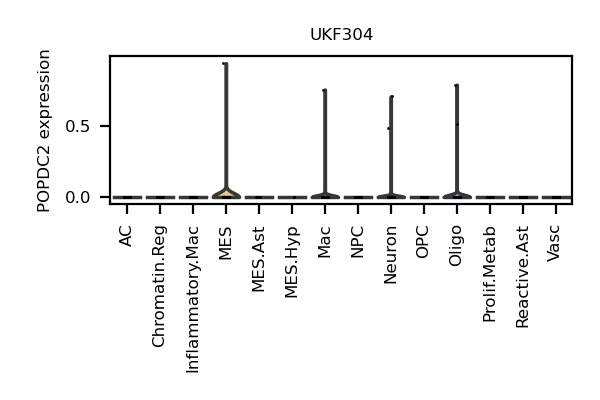 UKF304
POPDC2 expression
0.5
0.0
AC
Chromatin.Reg
Inflammatory.Mac
MES
MES.Ast
MES.Hyp
Mac
NPC
Neuron
OPC
Oligo
Prolif.Metab
Reactive.Ast
Vasc